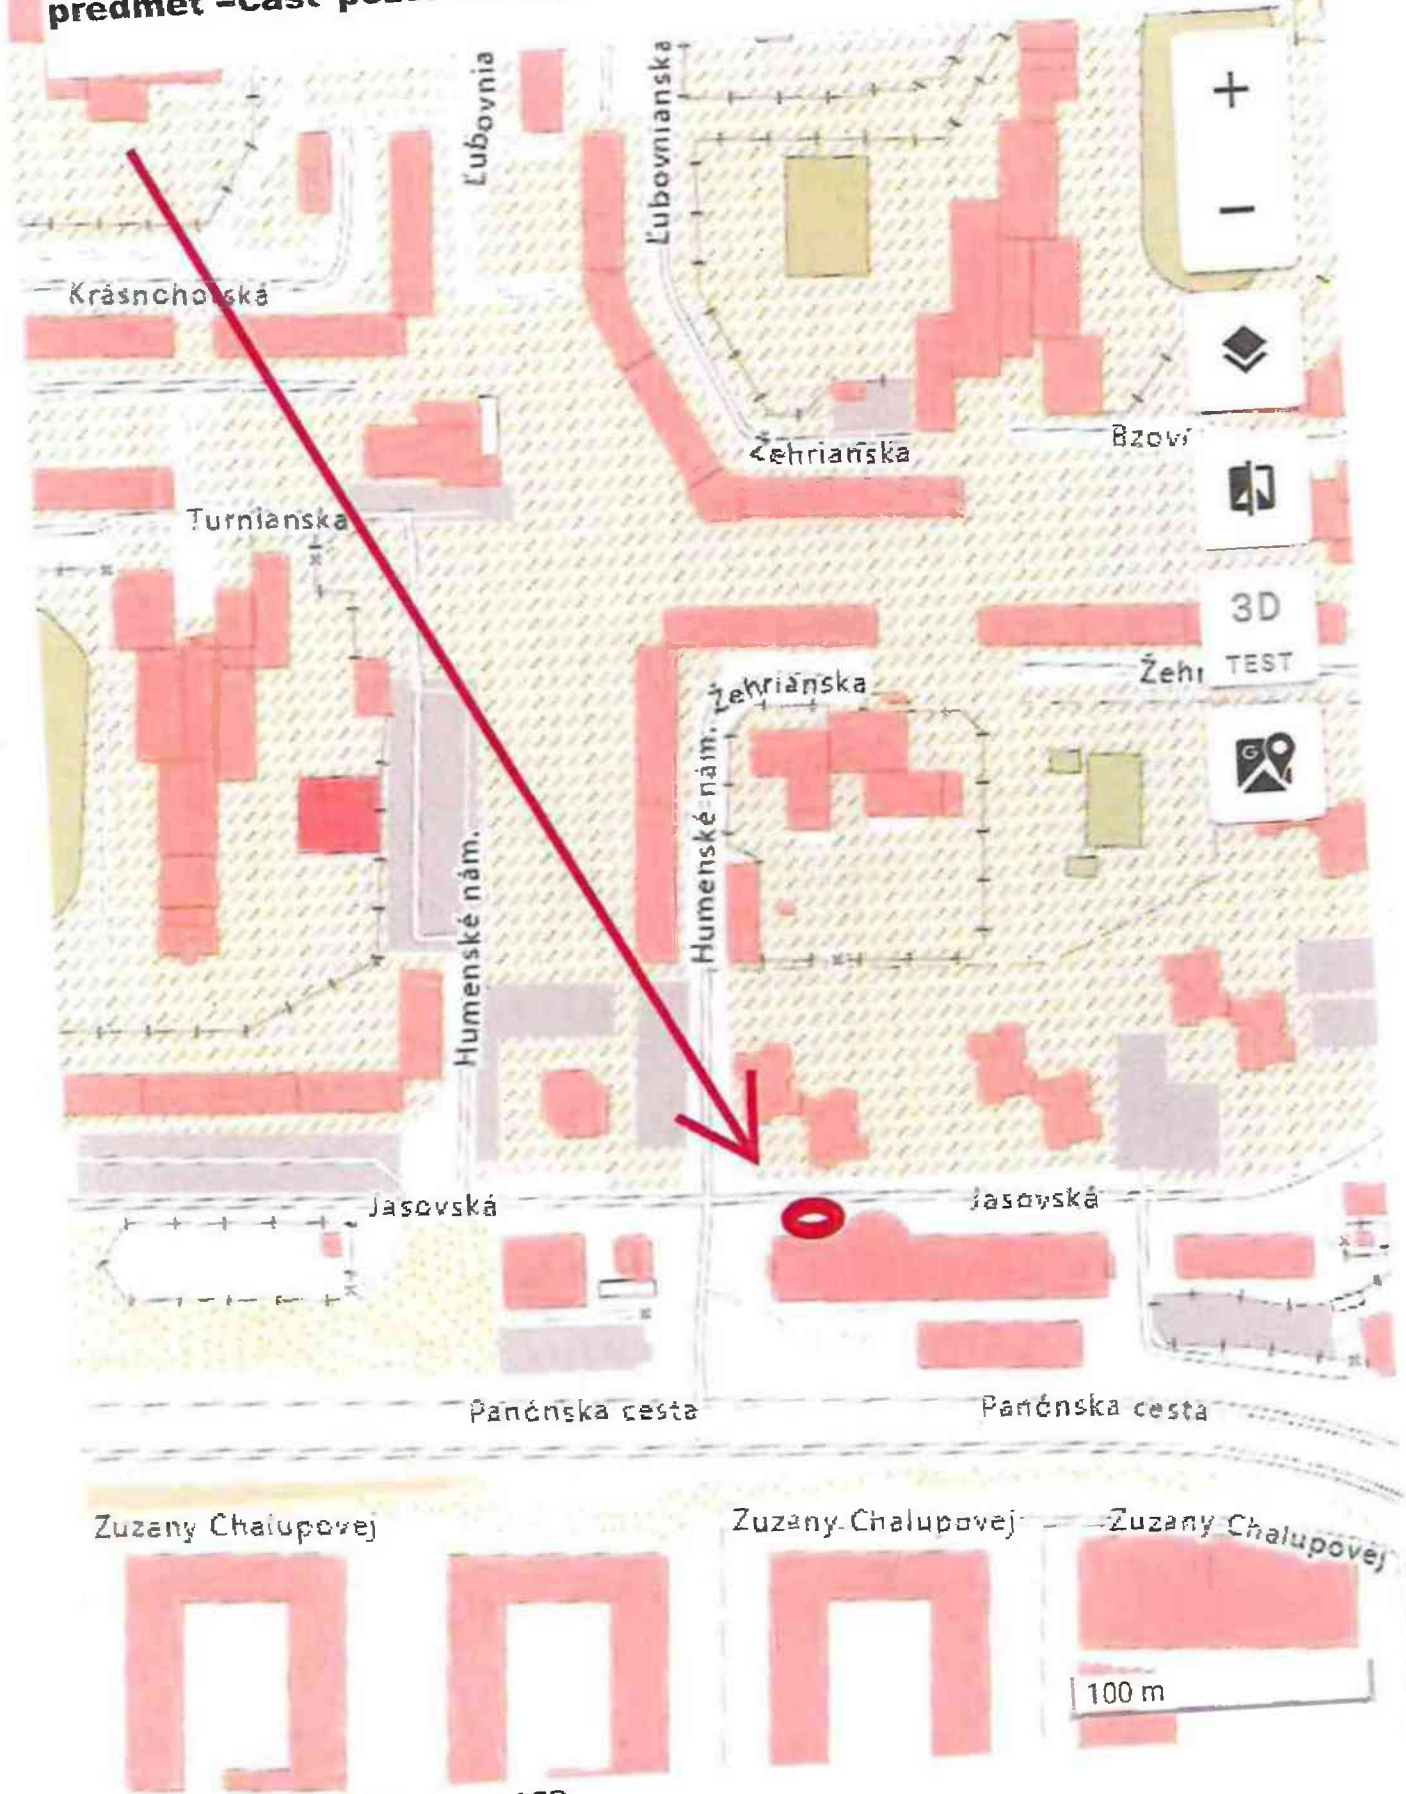 predmet =Časť
Ľubovnia
Ľubovnianska
+
−
Krásnohorská
Žehrianska
Bzoví
Turnianska
3D
TEST
Žehrianska
Žehr
G
Humenské nám.
Humenské nám.
Jasovská
Jasovská
Panónska cesta
Panónska cesta
Zuzany Chalupovej
Zuzany Chalupovej
Zuzany Chalupovej
100 m